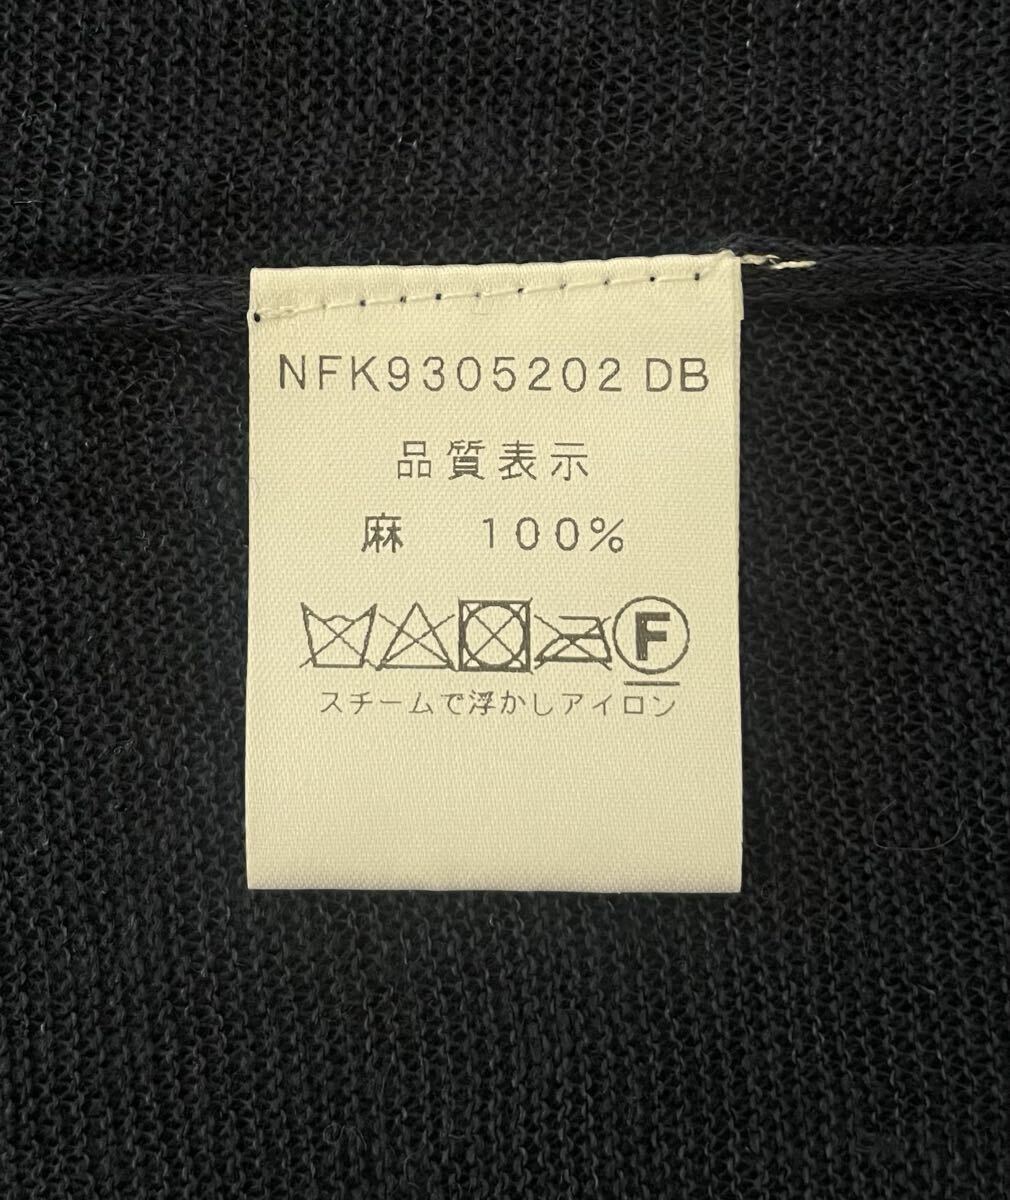 NFK9305202 DB
品質表示
麻 100%
F
スチームで浮かしアイロン